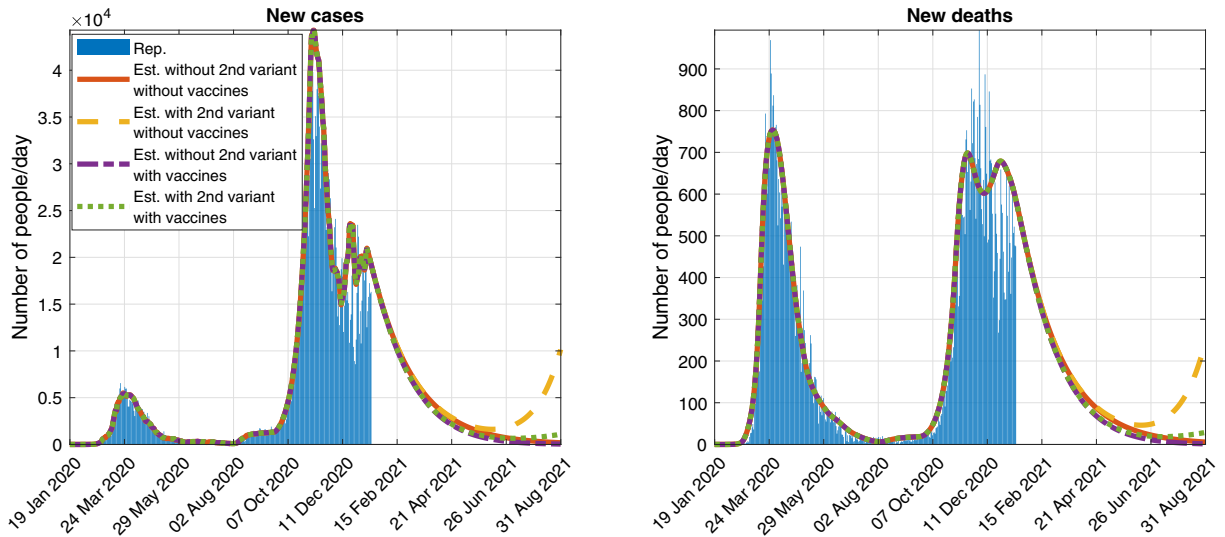 New cases
×10⁴
Number of people/day
4
3.5
3
2.5
2
1.5
1
0.5
0
Rep.
Est. without 2nd variant
without vaccines
Est. with 2nd variant
without vaccines
Est. without 2nd variant
with vaccines
Est. with 2nd variant
with vaccines
19 Jan 2020
24 Mar 2020
29 May 2020
02 Aug 2020
07 Oct 2020
11 Dec 2020
15 Feb 2021
21 Apr 2021
26 Jun 2021
31 Aug 2021
New deaths
Number of people/day
900
800
700
600
500
400
300
200
100
0
19 Jan 2020
24 Mar 2020
29 May 2020
02 Aug 2020
07 Oct 2020
11 Dec 2020
15 Feb 2021
21 Apr 2021
26 Jun 2021
31 Aug 2021